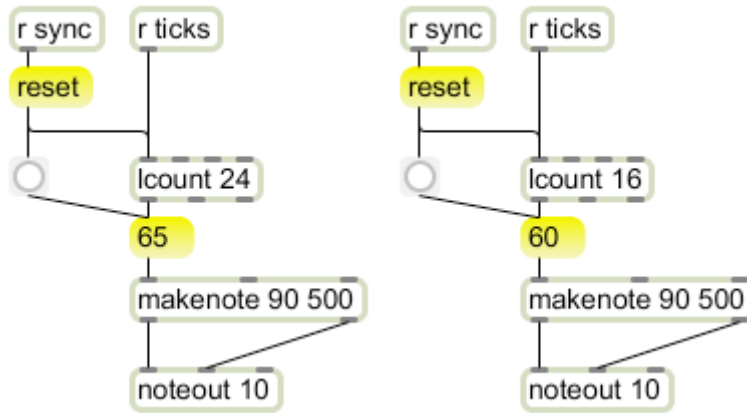 r sync
r ticks
reset
lcount 24
65
makenote 90 500
noteout 10
r sync
r ticks
reset
lcount 16
60
makenote 90 500
noteout 10